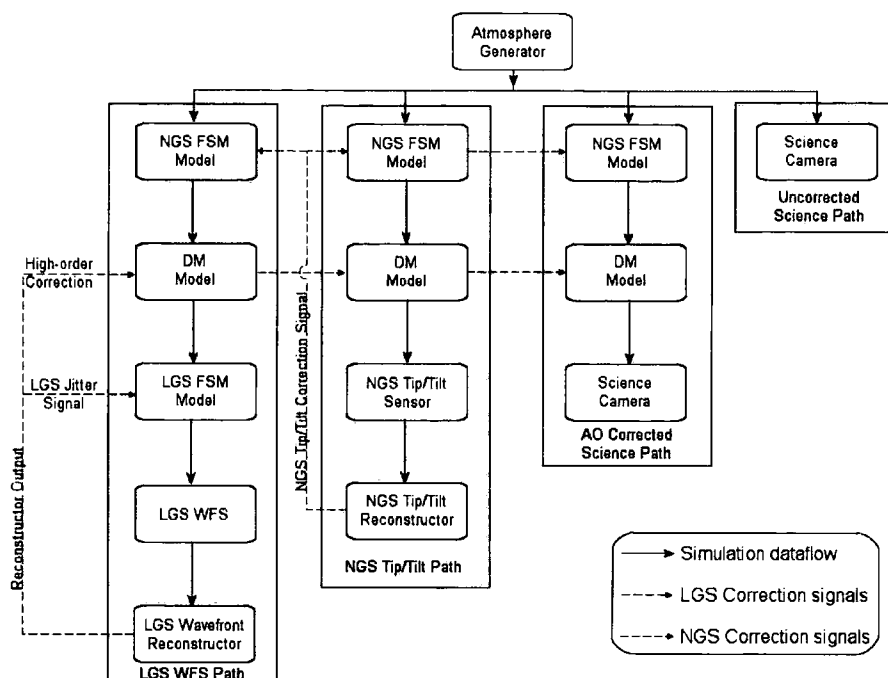 Atmosphere
Generator
NGS FSM
Model
NGS FSM
Model
NGS FSM
Model
Science
Camera
Uncorrected
Science Path
High-order
Correction
DM
Model
DM
Model
DM
Model
LGS Jitter
Signal
LGS FSM
Model
NGS Tip/Tilt
Sensor
Science
Camera
AO Corrected
Science Path
NGS Tip/Tilt Correction Signal
Reconstructor Output
LGS WFS
NGS Tip/Tilt
Reconstructor
NGS Tip/Tilt Path
LGS Wavefront
Reconstructor
LGS WFS Path
Simulation dataflow
LGS Correction signals
NGS Correction signals